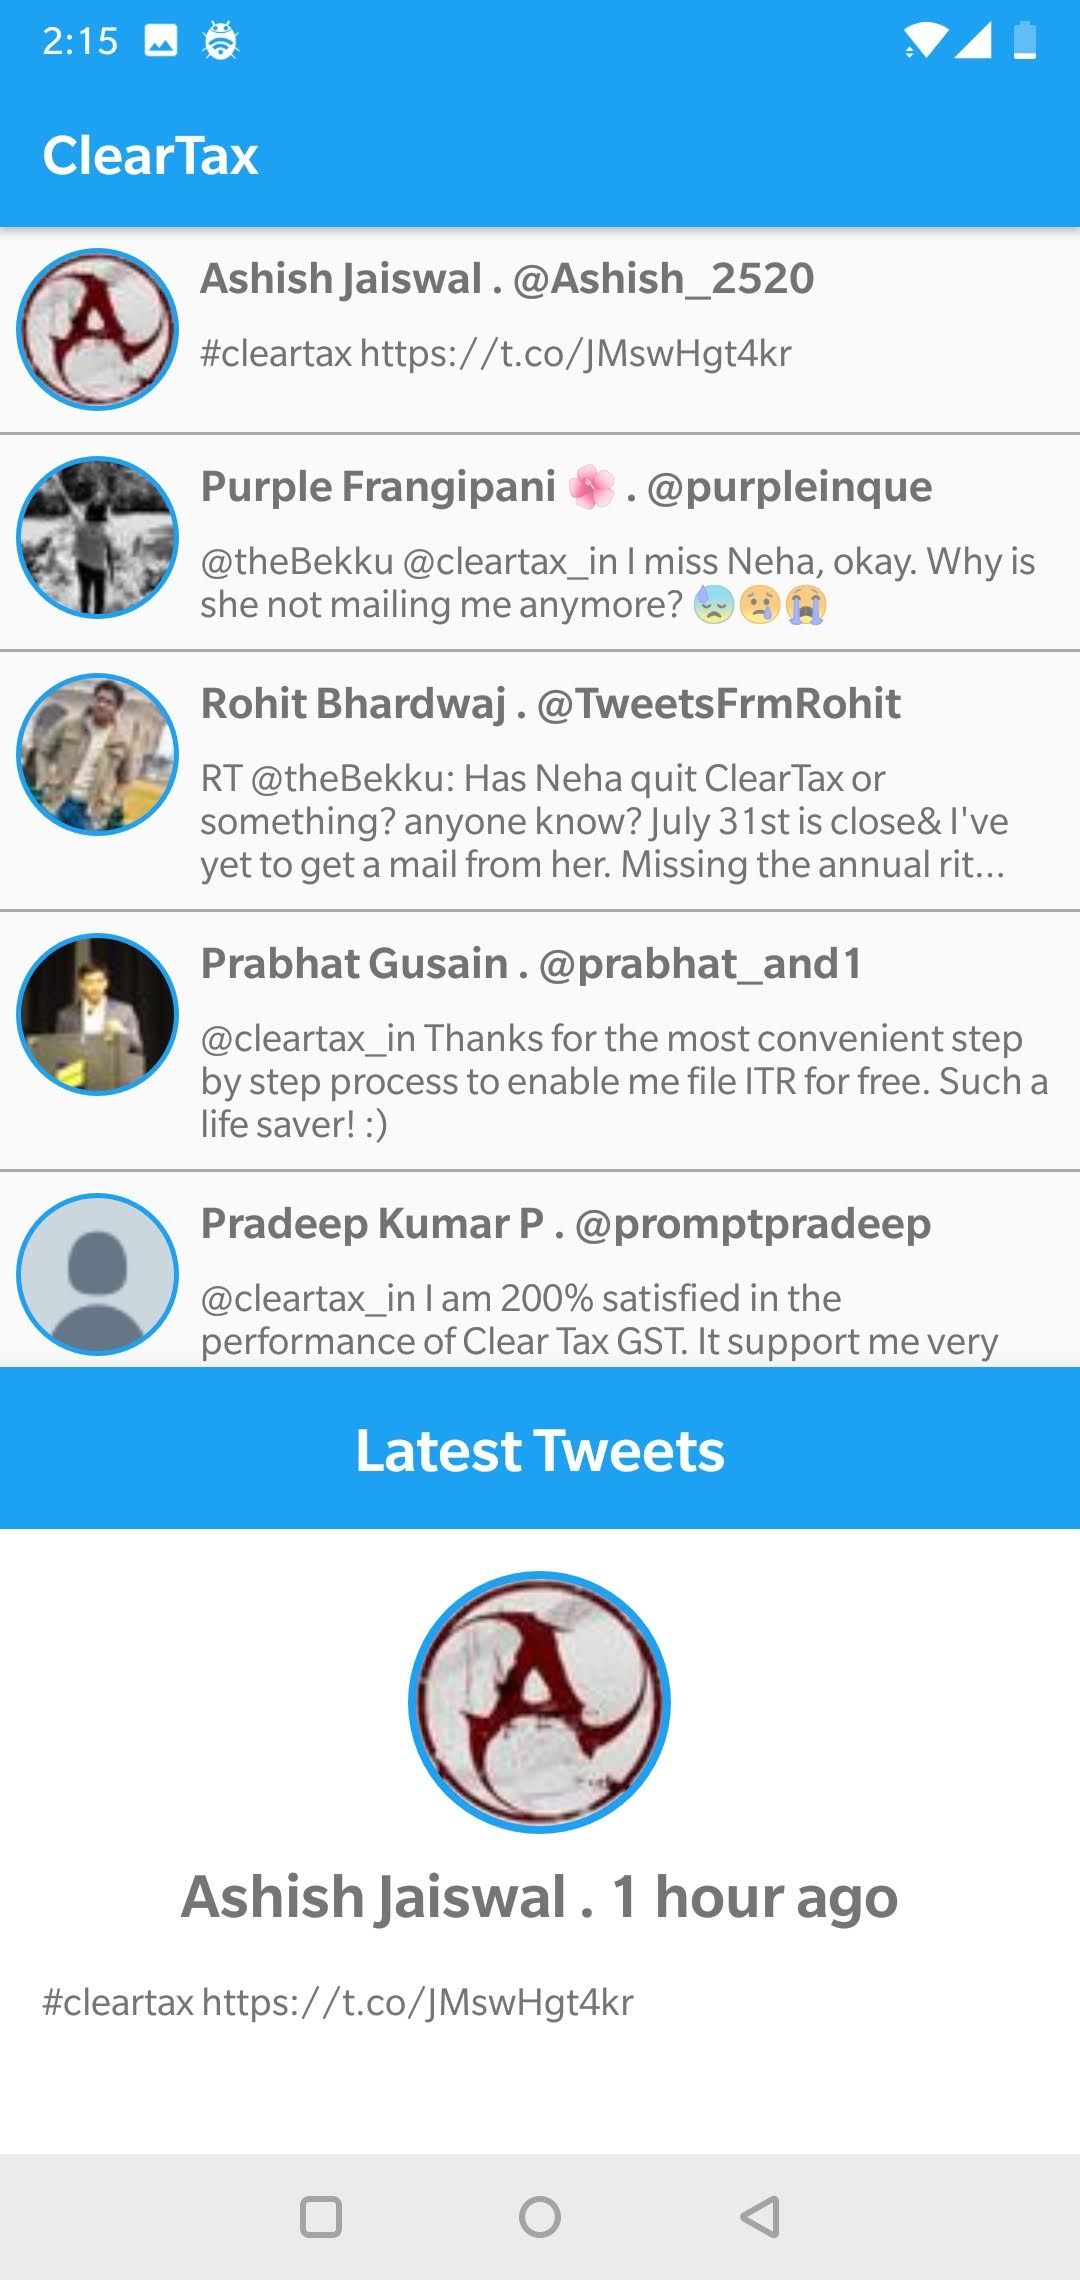 2:15
ClearTax
Ashish Jaiswal . @Ashish_2520
#cleartax https://t.co/JMswHgt4kr
Purple Frangipani 🌺 . @purpleinque
@theBekku @cleartax_in I miss Neha, okay. Why is
she not mailing me anymore? 😓😢😭
Rohit Bhardwaj . @TweetsFrmRohit
RT @theBekku: Has Neha quit ClearTax or
something? anyone know? July 31st is close& I've
yet to get a mail from her. Missing the annual rit...
Prabhat Gusain . @prabhat_and1
@cleartax_in Thanks for the most convenient step
by step process to enable me file ITR for free. Such a
life saver! :)
Pradeep Kumar P . @promptpradeep
@cleartax_in I am 200% satisfied in the
performance of Clear Tax GST. It support me very
Latest Tweets
Ashish Jaiswal . 1 hour ago
#cleartax https://t.co/JMswHgt4kr